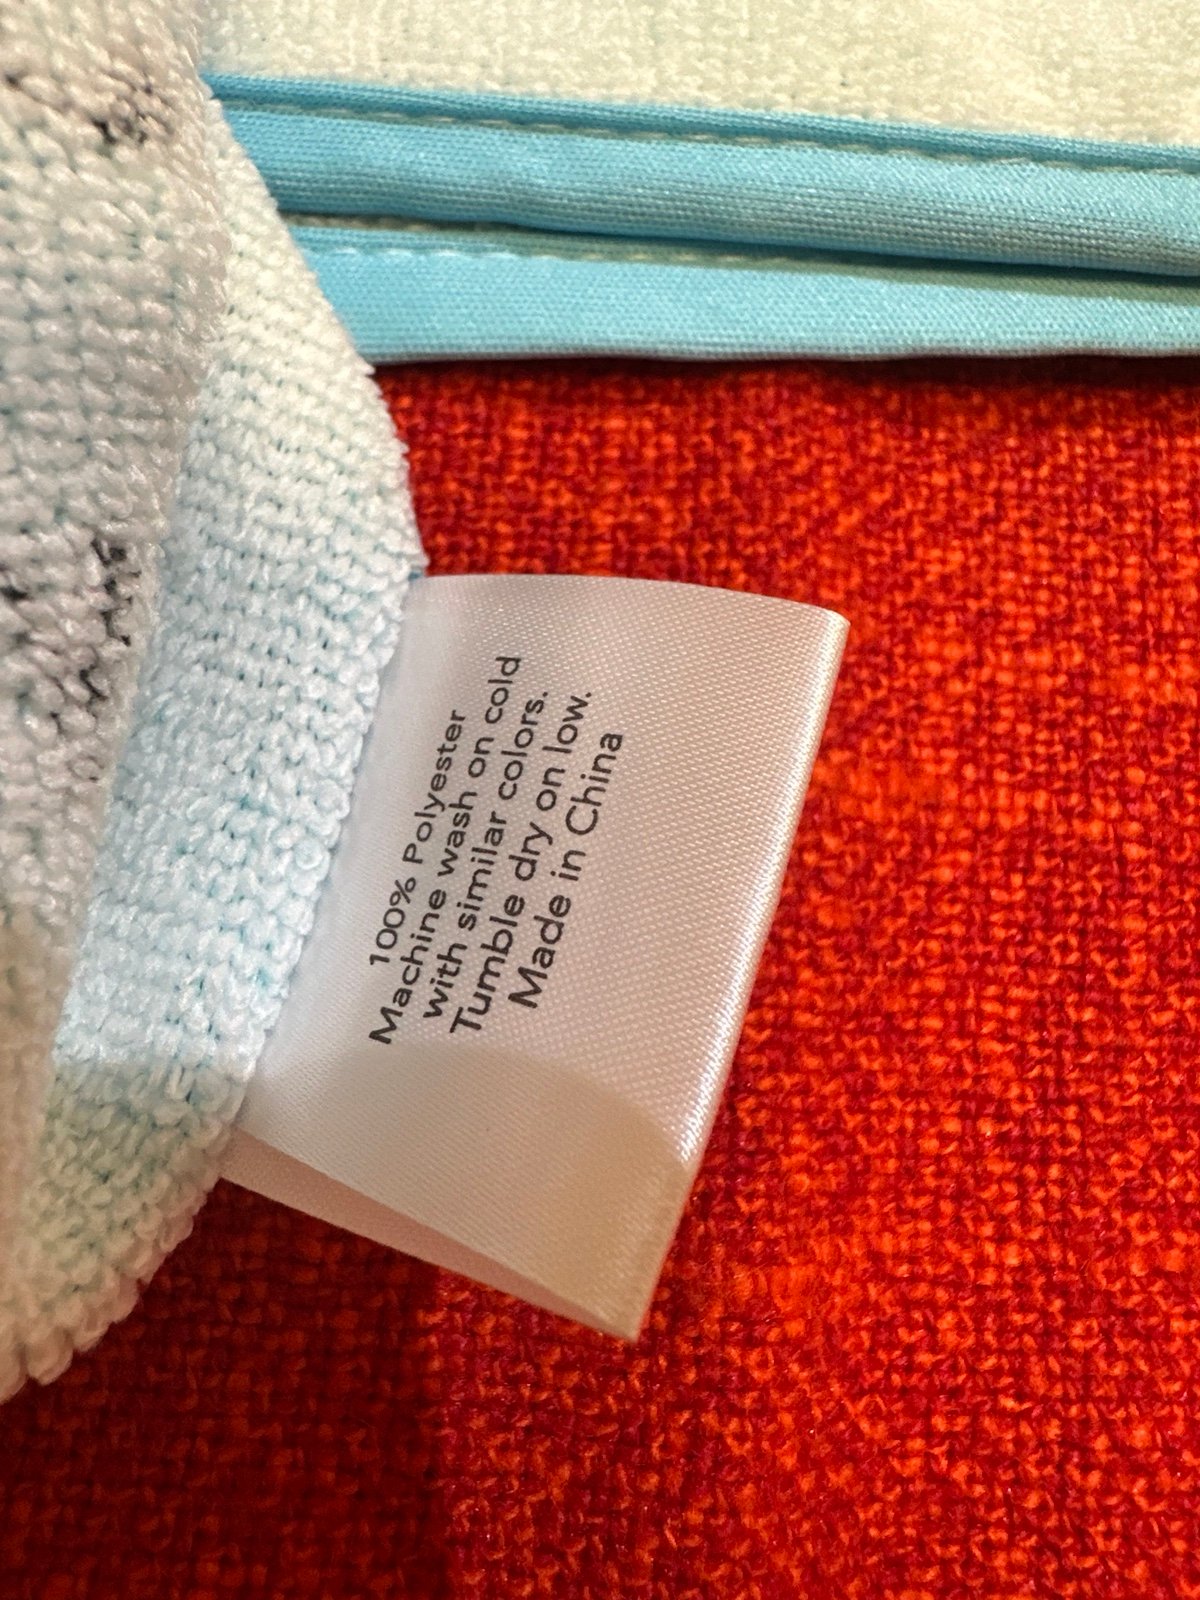 100% Polyester
Machine wash on cold
with similar colors.
Tumble dry on low.
Made in China